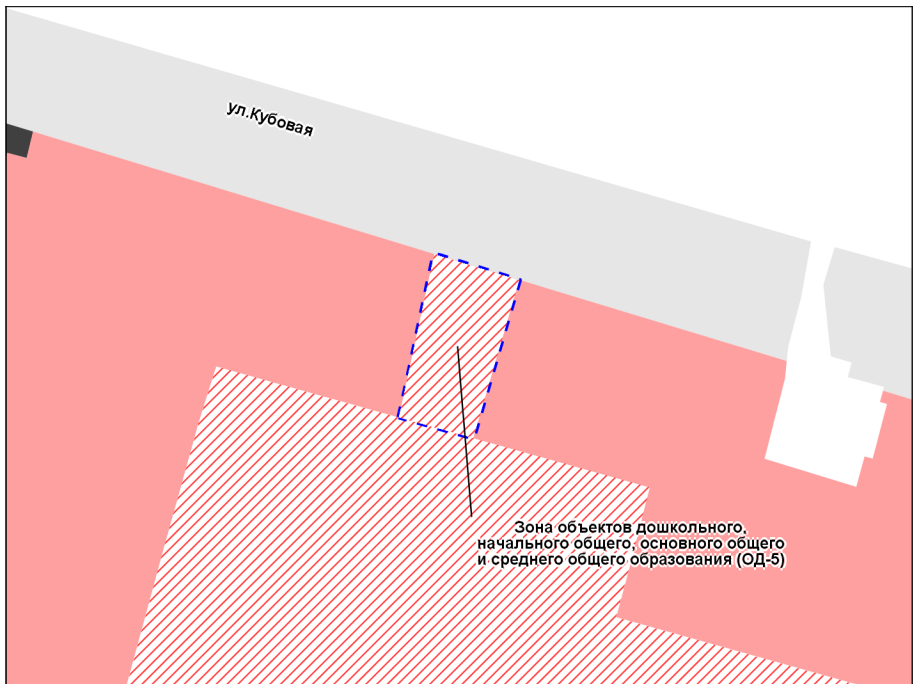 ул.Кубовая
Зона объектов дошкольного,
начального общего, основного общего
и среднего общего образования (ОД-5)